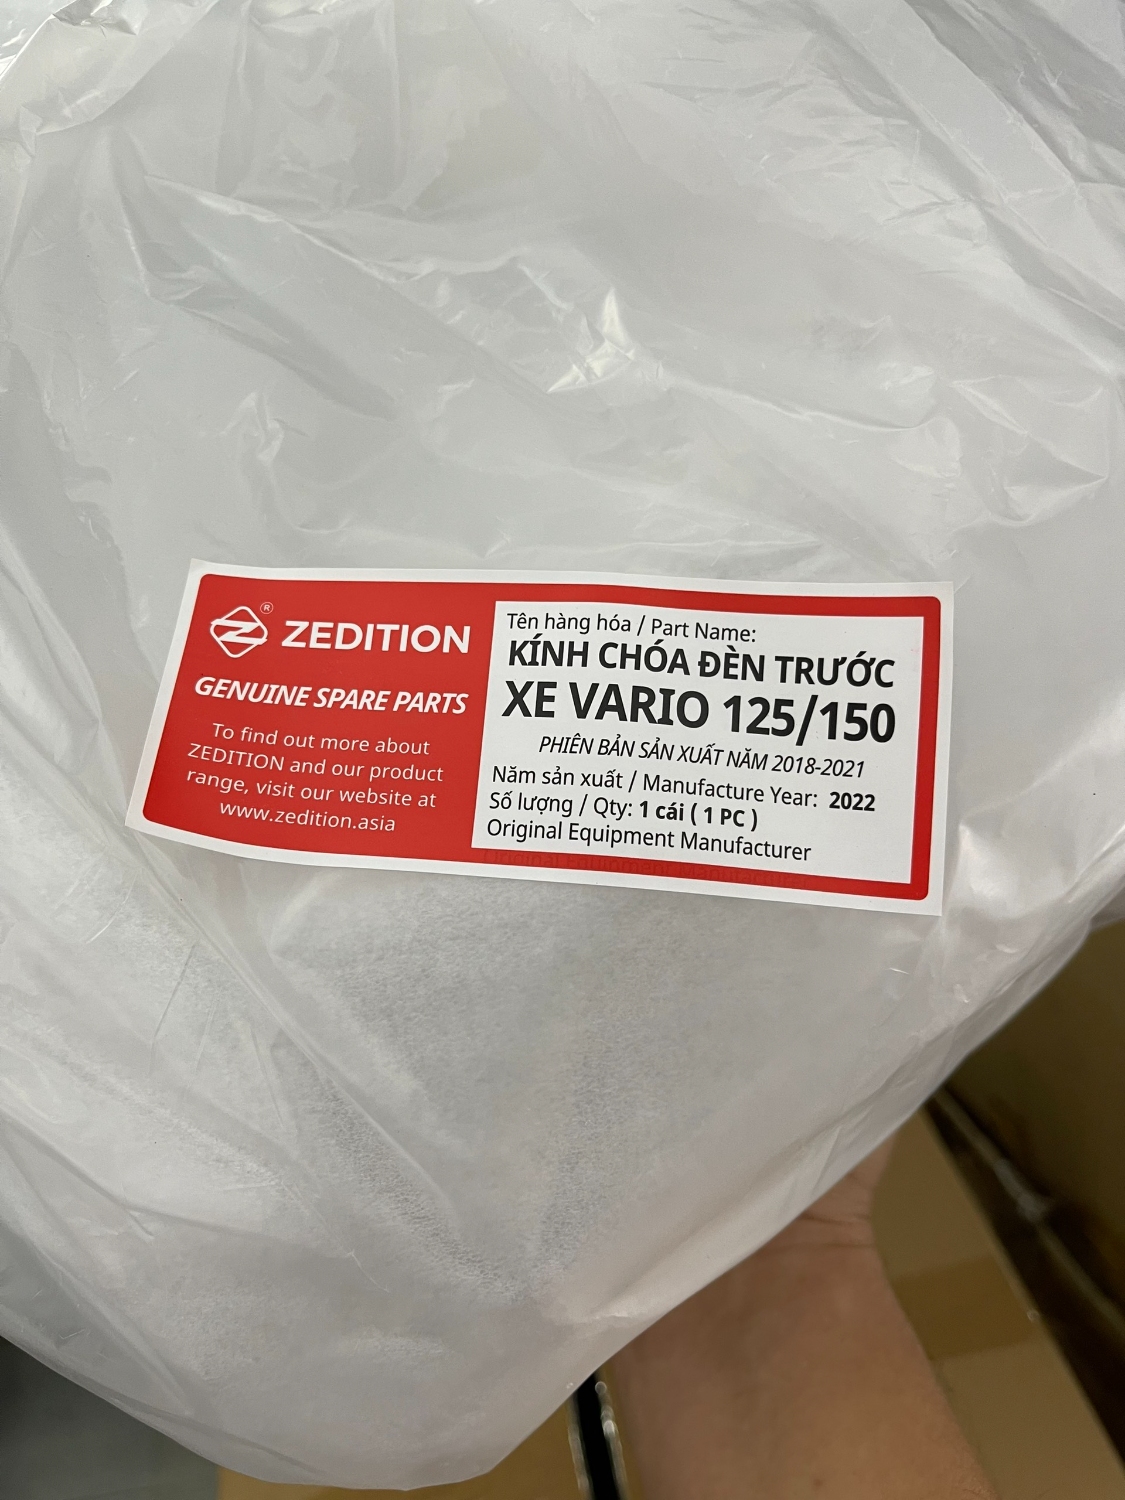 ZEDITION®
GENUINE SPARE PARTS
To find out more about
ZEDITION and our product
range, visit our website at
www.zedition.asia
Tên hàng hóa / Part Name:
KÍNH CHÓA ĐÈN TRƯỚC
XE VARIO 125/150
PHIÊN BẢN SẢN XUẤT NĂM 2018-2021
Năm sản xuất / Manufacture Year: 2022
Số lượng / Qty: 1 cái ( 1 PC )
Original Equipment Manufacturer
Original Equipment Manufacturer